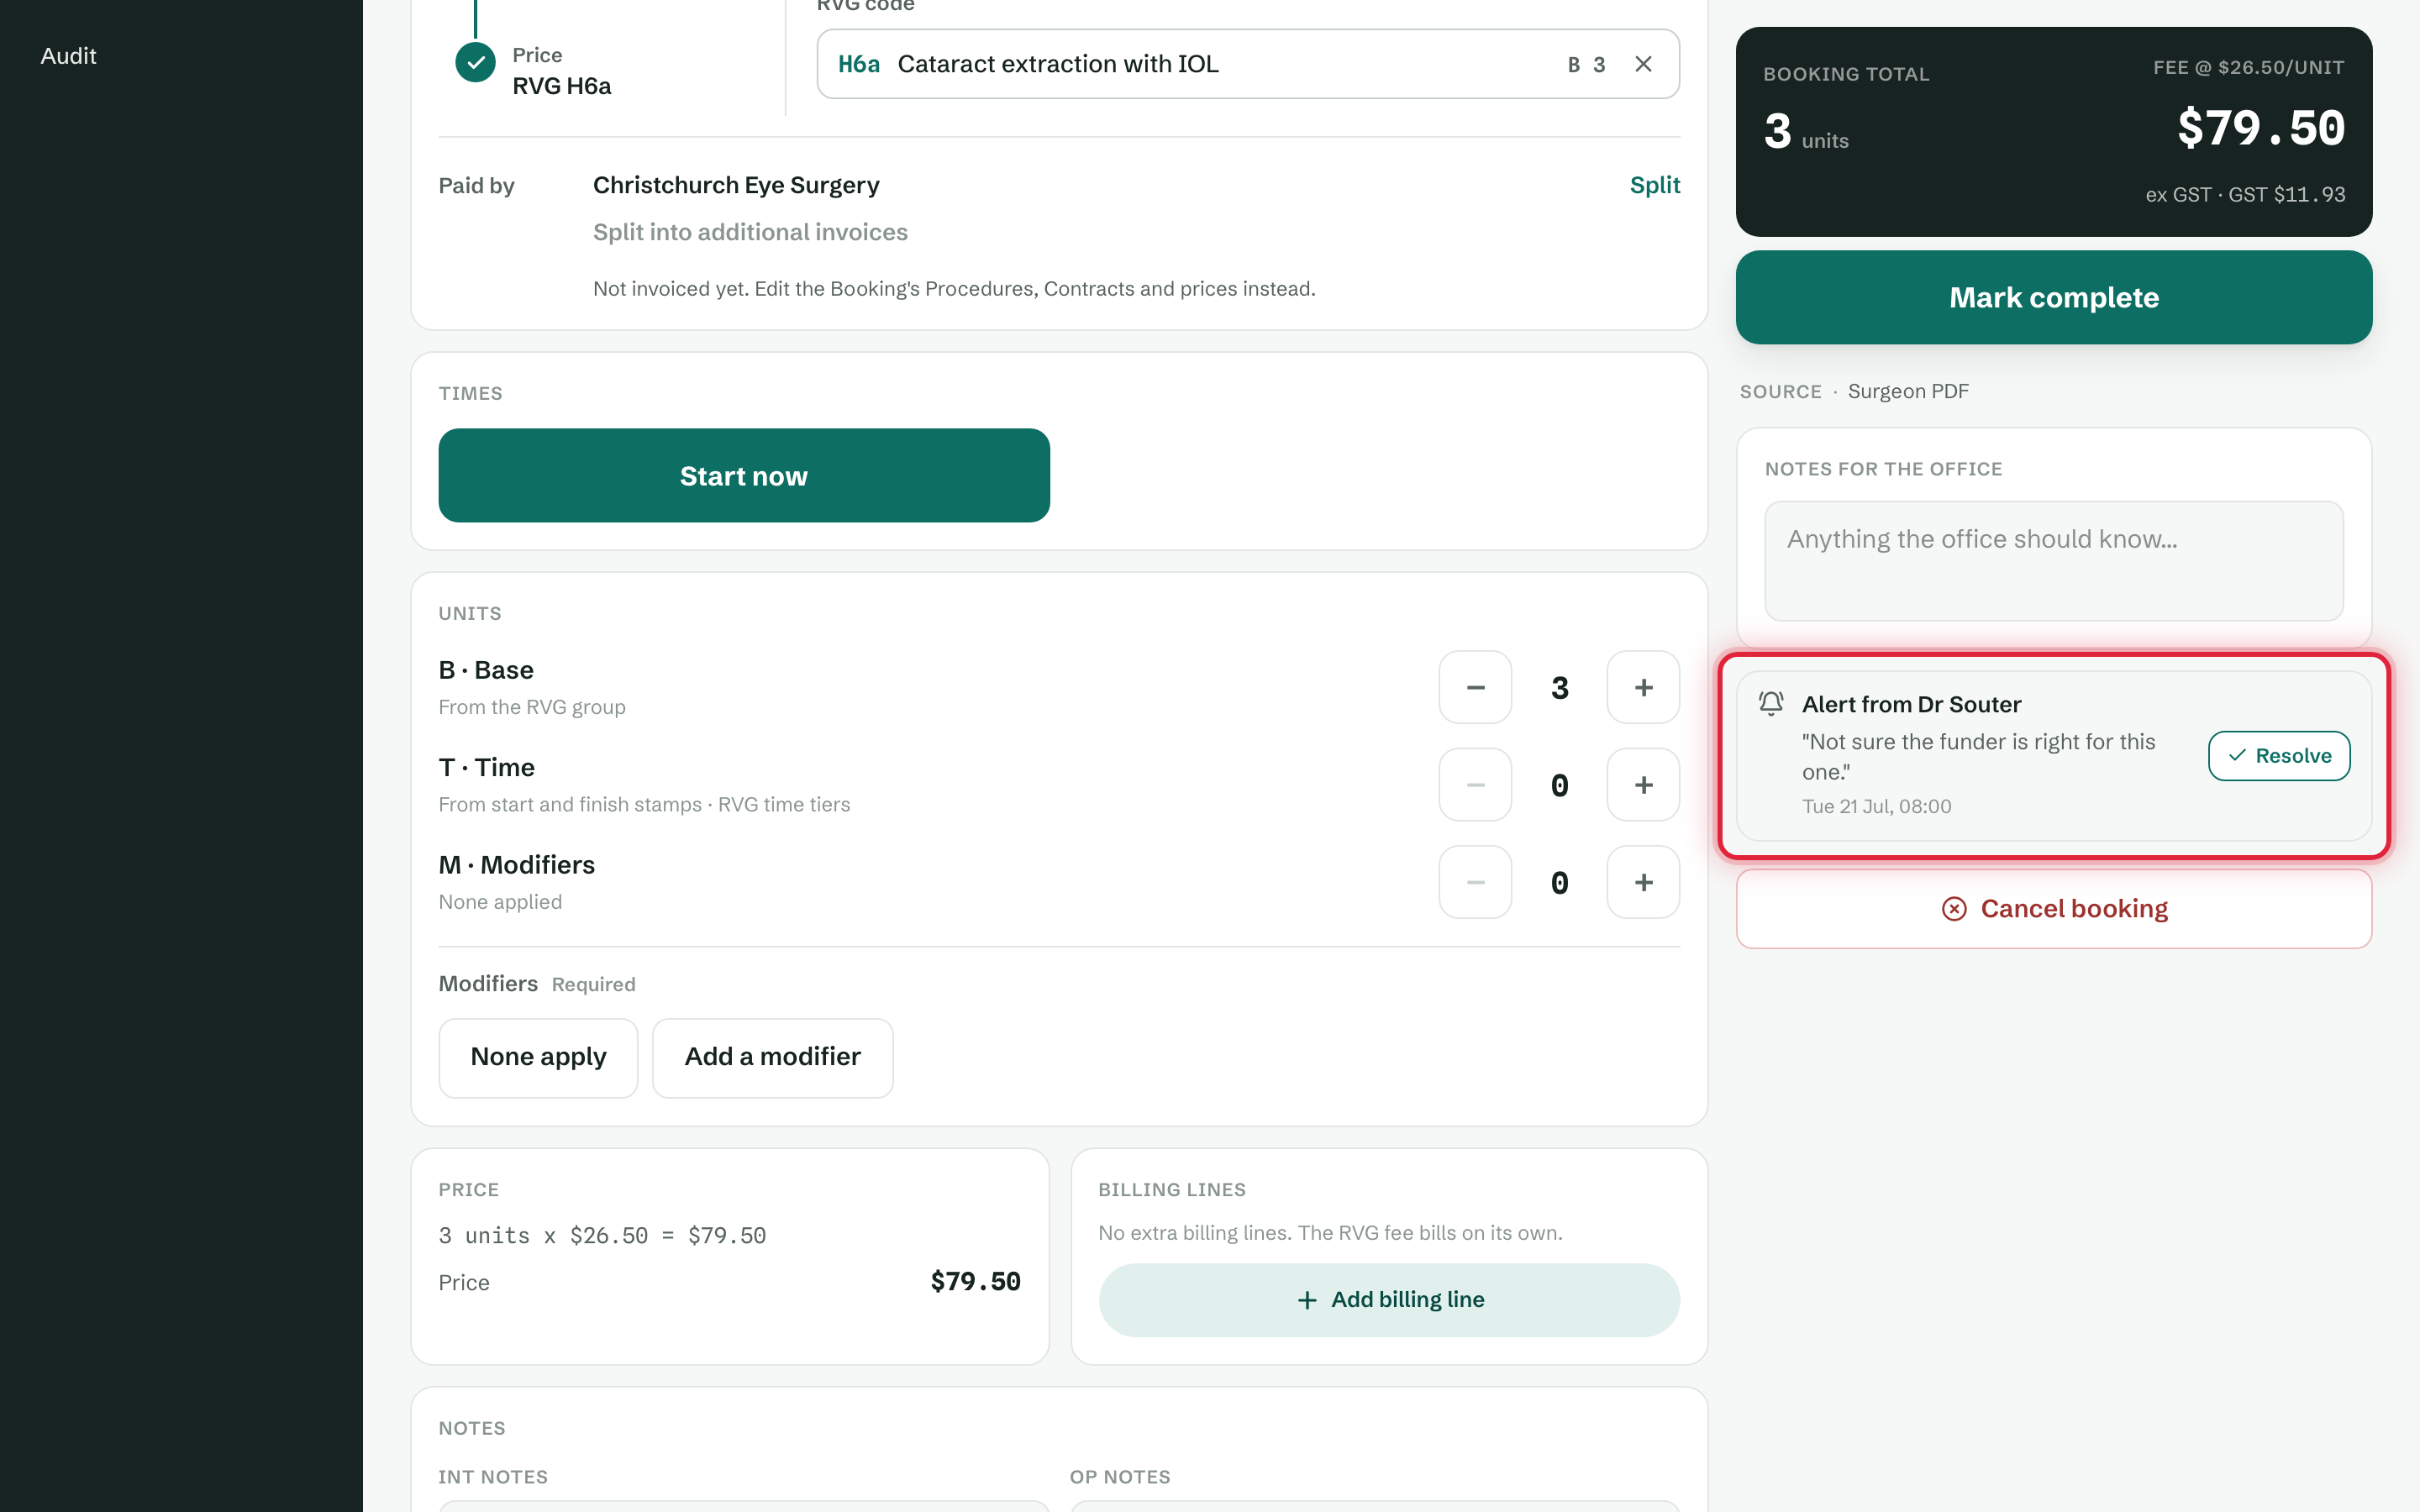 Audit
Price
RVG H6a
RVG code
H6a Cataract extraction with IOL B 3
Paid by
Christchurch Eye Surgery
Split
Split into additional invoices
Not invoiced yet. Edit the Booking's Procedures, Contracts and prices instead.
TIMES
Start now
UNITS
B · Base
From the RVG group
3
T · Time
From start and finish stamps · RVG time tiers
0
M · Modifiers
None applied
0
Modifiers Required
None apply
Add a modifier
PRICE
3 units x $26.50 = $79.50
Price $79.50
BILLING LINES
No extra billing lines. The RVG fee bills on its own.
+ Add billing line
NOTES
INT NOTES
OP NOTES
BOOKING TOTAL
FEE @ $26.50/UNIT
3 units
$79.50
ex GST · GST $11.93
Mark complete
SOURCE · Surgeon PDF
NOTES FOR THE OFFICE
Anything the office should know...
Alert from Dr Souter
"Not sure the funder is right for this
one."
Tue 21 Jul, 08:00
Resolve
Cancel booking